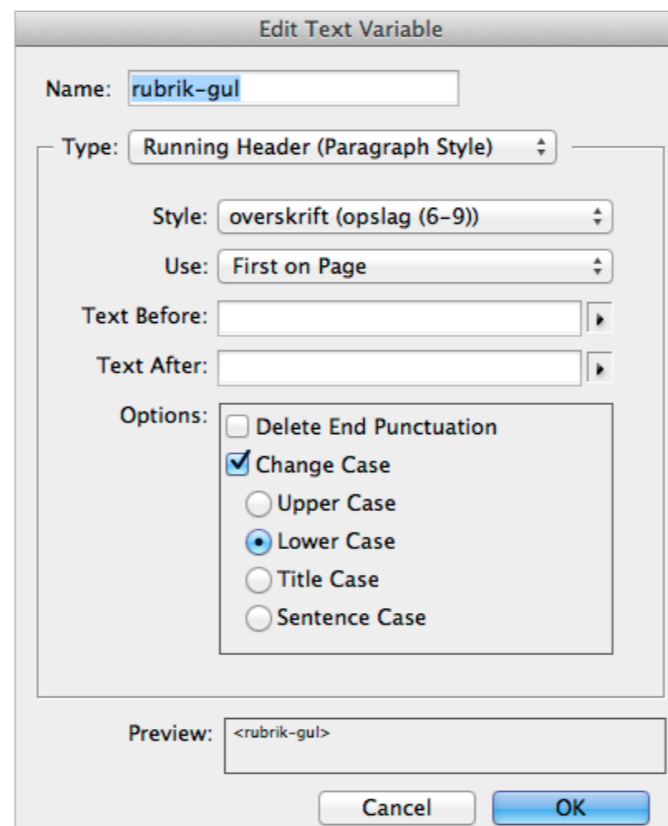 Edit Text Variable
Name: rubrik-gul
Type: Running Header (Paragraph Style)
Style: overskrift (opslag (6-9))
Use: First on Page
Text Before:
Text After:
Options: Delete End Punctuation
Change Case
Upper Case
Lower Case
Title Case
Sentence Case
Preview: <rubrik-gul>
Cancel OK